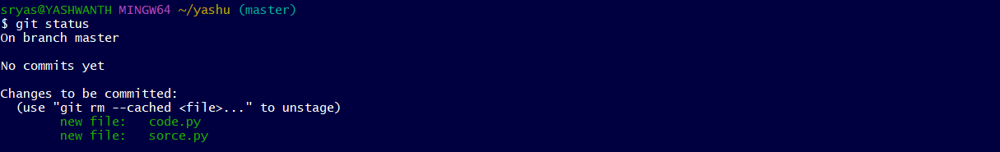 sryas@YASHWANTH MINGW64 ~/yashu (master)
$ git status
On branch master
No commits yet
Changes to be committed:
  (use "git rm --cached <file>..." to unstage)
        new file:   code.py
        new file:   sorce.py